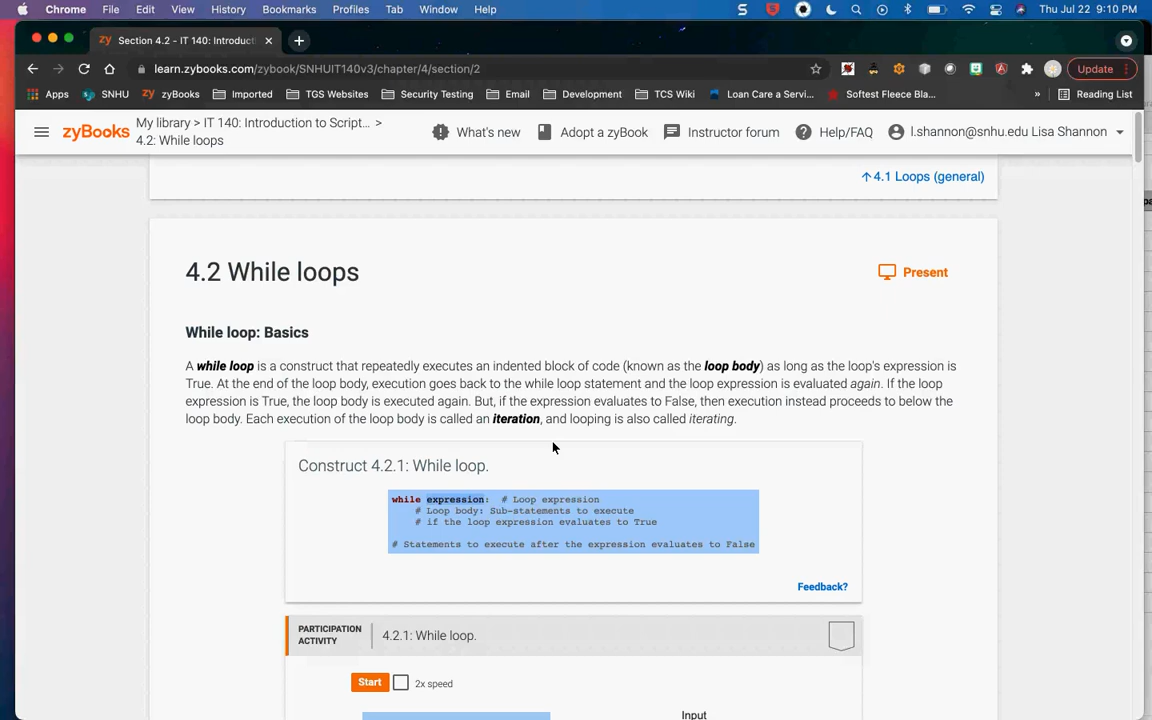 Chrome File Edit View History Bookmarks Profiles Tab Window Help Thu Jul 22 9:10 PM
zy Section 4.2 - IT 140: Introduct
learn.zybooks.com/zybook/SNHUIT140v3/chapter/4/section/2 Update
Apps SNHU zy zyBooks Imported TGS Websites Security Testing Email Development TCS Wiki Loan Care a Servi... Softest Fleece Bla... » Reading List
zyBooks My library > IT 140: Introduction to Script... > What's new Adopt a zyBook Instructor forum Help/FAQ l.shannon@snhu.edu Lisa Shannon
4.2: While loops
4.1 Loops (general)
4.2 While loops
Present
While loop: Basics
A while loop is a construct that repeatedly executes an indented block of code (known as the loop body) as long as the loop's expression is
True. At the end of the loop body, execution goes back to the while loop statement and the loop expression is evaluated again. If the loop
expression is True, the loop body is executed again. But, if the expression evaluates to False, then execution instead proceeds to below the
loop body. Each execution of the loop body is called an iteration, and looping is also called iterating.
Construct 4.2.1: While loop.
while expression: # Loop expression
# Loop body: Sub-statements to execute
# if the loop expression evaluates to True
# Statements to execute after the expression evaluates to False
Feedback?
PARTICIPATION
ACTIVITY
4.2.1: While loop.
Start 2x speed
Input